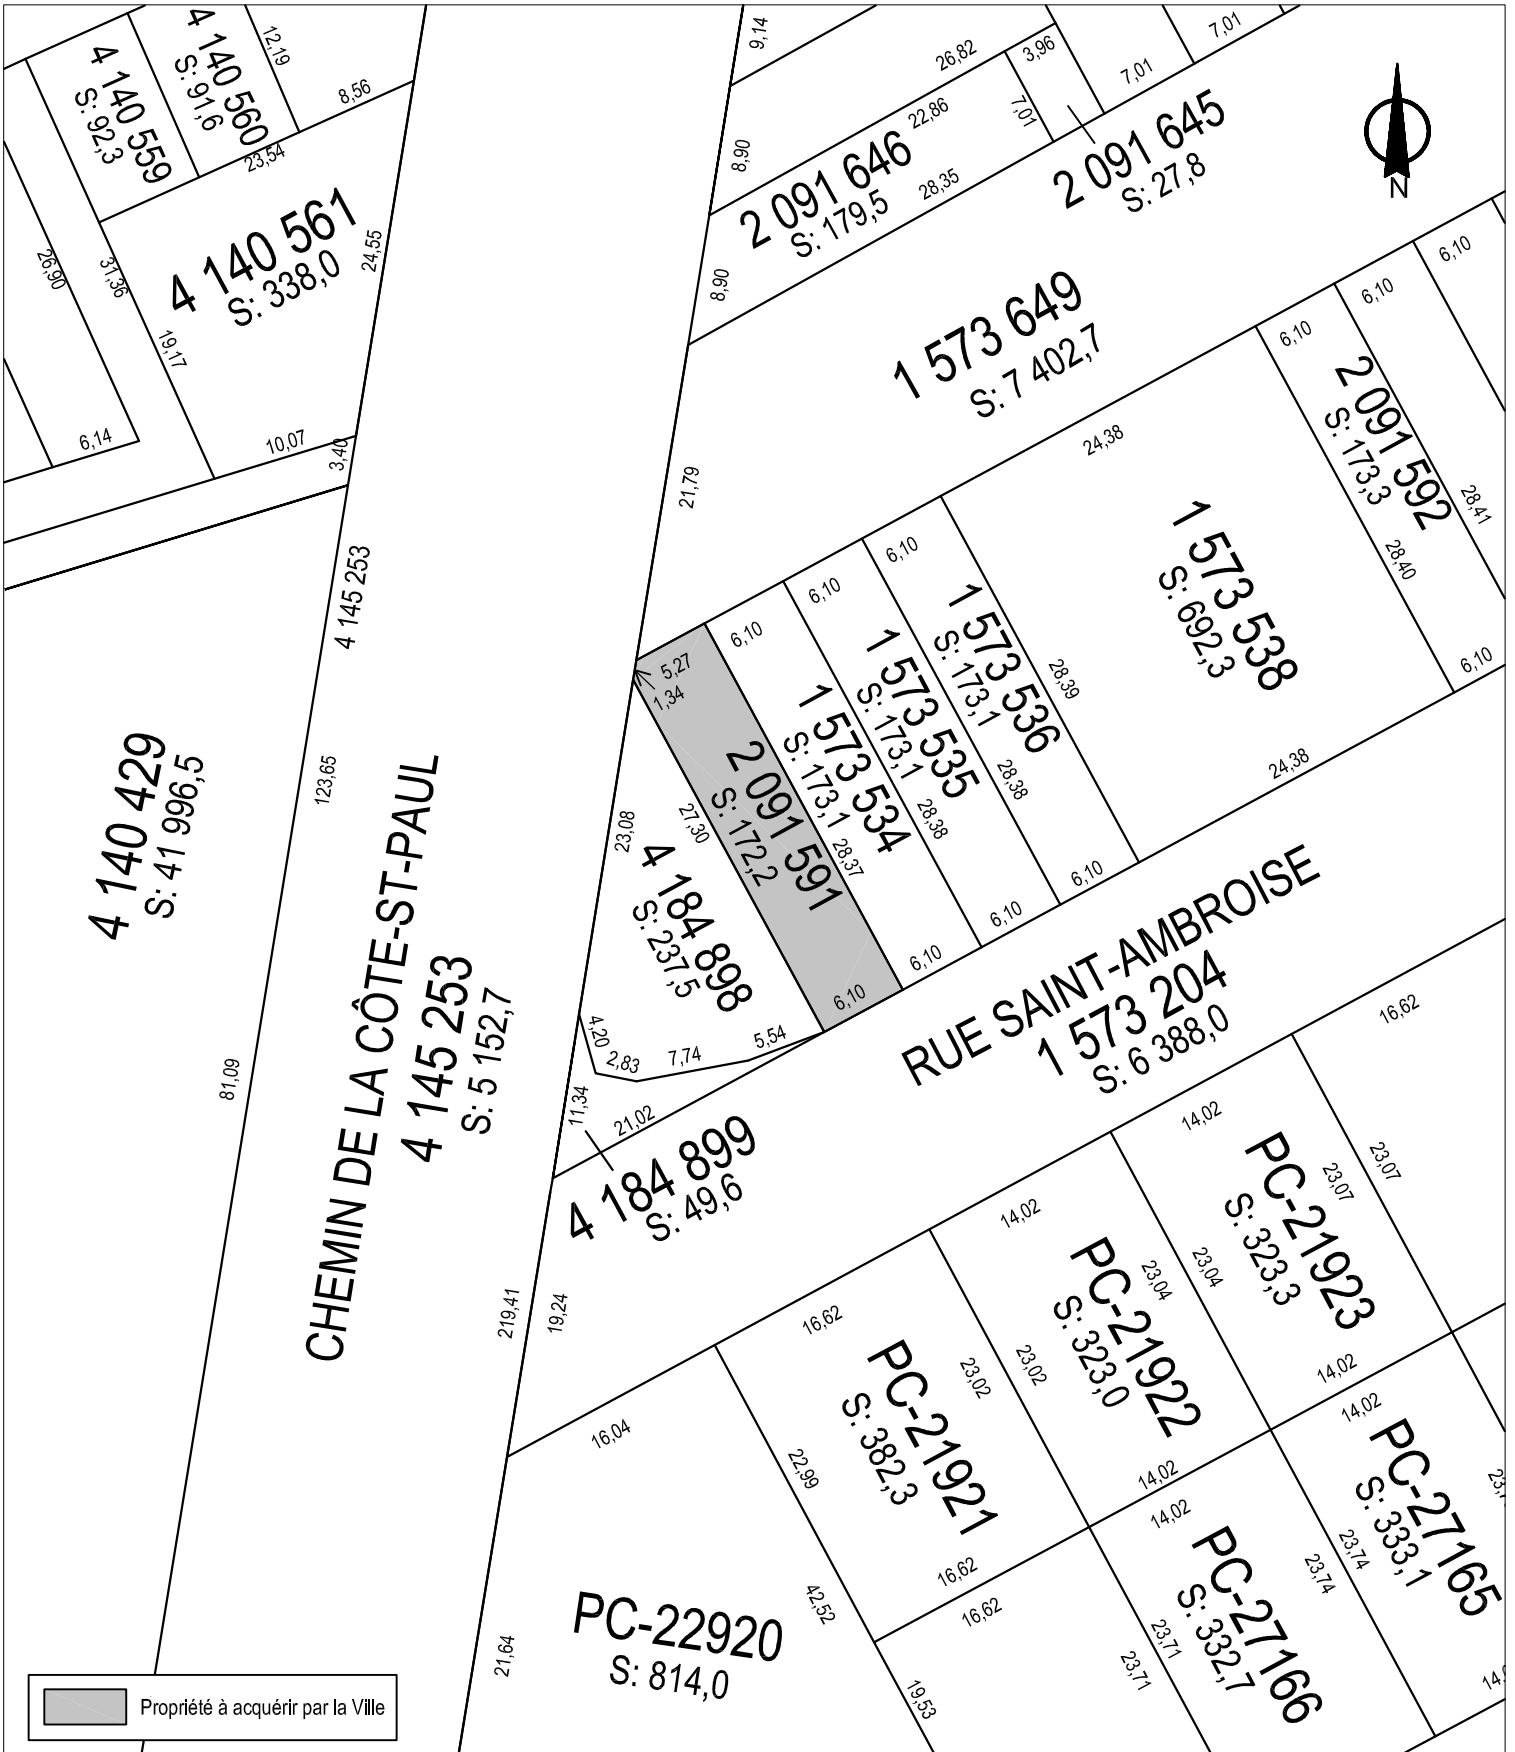 4 140 559
S: 92,3
4 140 560
S: 91,6
12,19
8,56
23,54
4 140 561
S: 338,0
24,55
26,90
31,36
19,17
6,14
10,07
3,40
9,14
8,90
8,90
26,82
3,96
7,01
7,01
7,01
22,86
2 091 646
S: 179,5
28,35
2 091 645
S: 27,8
N
1 573 649
S: 7 402,7
21,79
24,38
6,10
6,10
6,10
2 091 592
S: 173,3
28,41
28,40
6,10
1 573 538
S: 692,3
24,38
6,10
1 573 536
S: 173,1
28,39
6,10
6,10
1 573 535
S: 173,1
28,38
6,10
6,10
1 573 534
S: 173,1
28,38
6,10
5,27
1,34
2 091 591
S: 172,2
28,37
27,30
6,10
23,08
4 184 898
S: 237,5
4,20
2,83
7,74
5,54
11,34
21,02
4 184 899
S: 49,6
4 145 253
123,65
4 140 429
S: 41 996,5
81,09
CHEMIN DE LA CÔTE-ST-PAUL
4 145 253
S: 5 152,7
219,41
19,24
RUE SAINT-AMBROISE
1 573 204
S: 6 388,0
16,62
14,02
14,02
16,62
16,04
23,07
23,07
PC-21923
S: 323,3
23,04
14,02
23,04
PC-21922
S: 323,0
23,02
14,02
23,02
PC-21921
S: 382,3
22,99
16,62
16,62
42,52
19,53
14,02
PC-27165
S: 333,1
23,74
14,02
23,74
PC-27166
S: 332,7
23,71
23,71
PC-22920
S: 814,0
21,64
Propriété à acquérir par la Ville